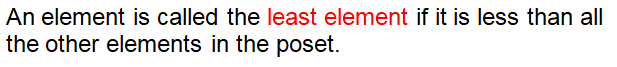 An element is called the least element if it is less than all
the other elements in the poset.